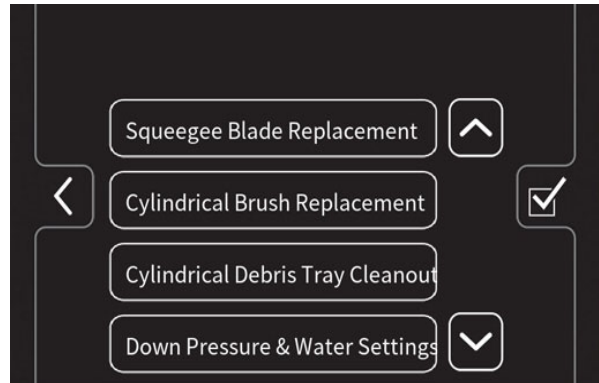 Squeegee Blade Replacement
Cylindrical Brush Replacement
Cylindrical Debris Tray Cleanout
Down Pressure & Water Settings